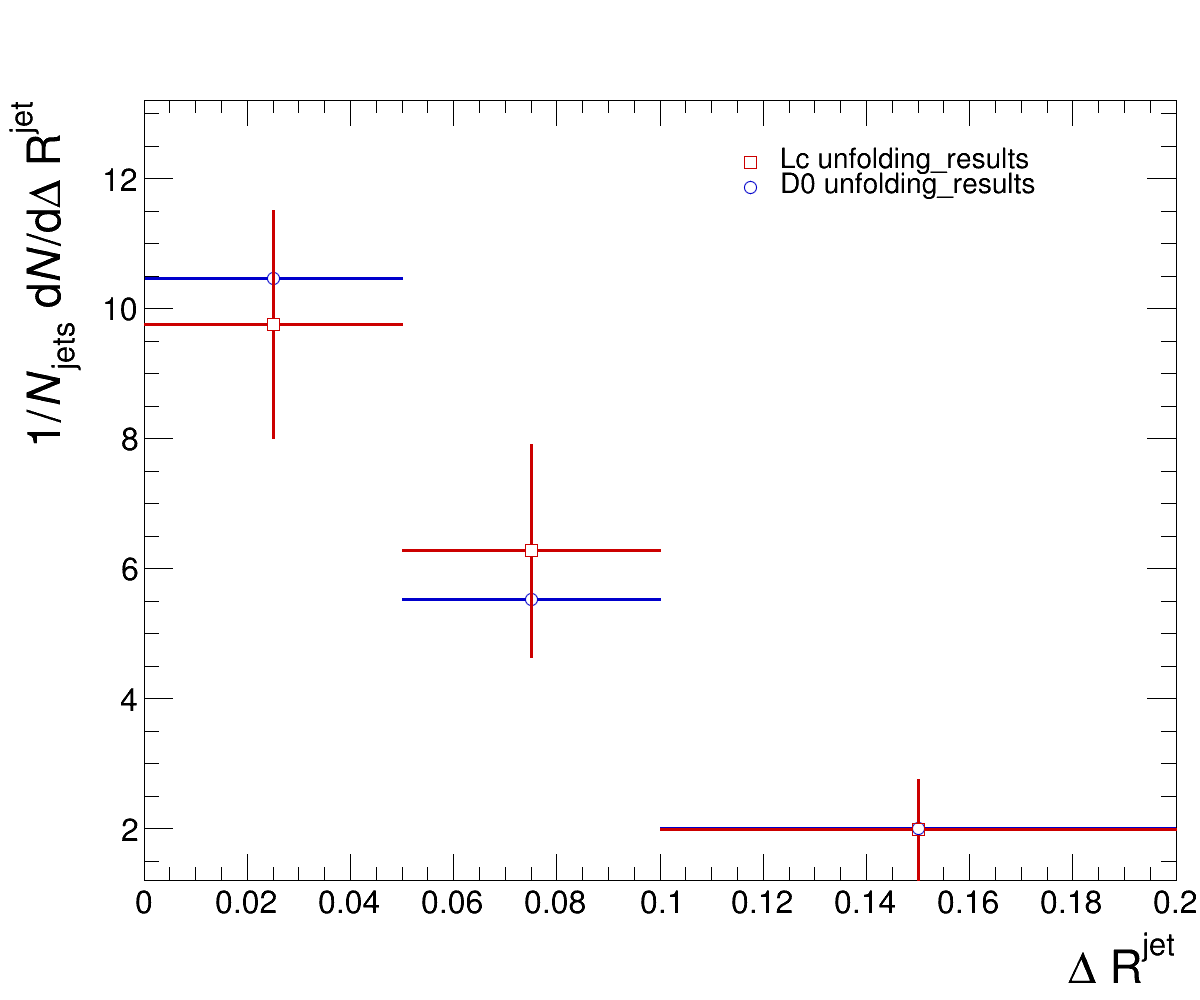 1/N_jets dN/dΔ R^jet
Lc unfolding_results
D0 unfolding_results
12
10
8
6
4
2
0 0.02 0.04 0.06 0.08 0.1 0.12 0.14 0.16 0.18 0.2
Δ R^jet